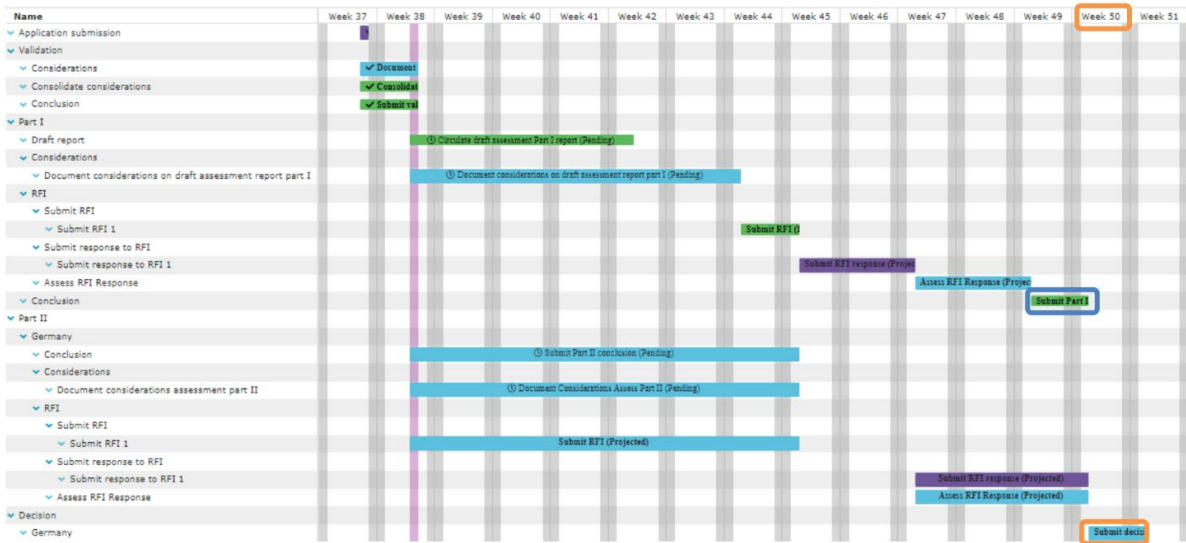 Name Week 37 Week 38 Week 39 Week 40 Week 41 Week 42 Week 43 Week 44 Week 45 Week 46 Week 47 Week 48 Week 49 Week 50 Week 51
Application submission
Validation
Considerations ✔ Document
Consolidate considerations ✔ Consolidat
Conclusion ✔ Submit val
Part I
Draft report Circulate draft assessment Part I report (Pending)
Considerations
Document considerations on draft assessment report part I Document considerations on draft assessment report part I (Pending)
RFI
Submit RFI
Submit RFI 1 Submit RFI (
Submit response to RFI
Submit response to RFI 1 Submit RFI response (Projec
Assess RFI Response Assess RFI Response (Projec
Conclusion Submit Part I
Part II
Germany
Conclusion Submit Part II conclusion (Pending)
Considerations
Document considerations assessment part II Document Considerations Assess Part II (Pending)
RFI
Submit RFI
Submit RFI 1 Submit RFI (Projected)
Submit response to RFI
Submit response to RFI 1 Submit RFI response (Projected)
Assess RFI Response Assess RFI Response (Projected)
Decision
Germany Submit decis